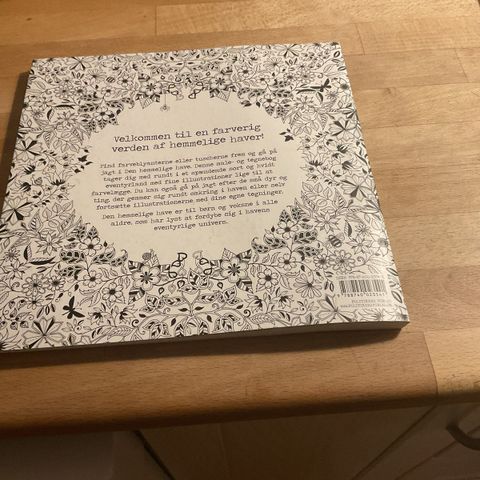 Velkommen til en farverig
verden af hemmelige haver!
Find farveblyanterne eller tuscherne frem og gå på
jagt i Den hemmelige have. Denne male- og tegnebog
tager dig med rundt i et spændende sort og hvidt
eventyrland med fine illustrationer lige til at
farvelægge. Du kan også gå på jagt efter de små dyr og
ting, der gemmer sig rundt omkring i haven eller selv
fortsætte illustrationerne med dine egne tegninger.
Den hemmelige have er til børn og voksne i alle
aldre, som har lyst at fordybe sig i havens
eventyrlige univers.
POLITIKENS FORLAG